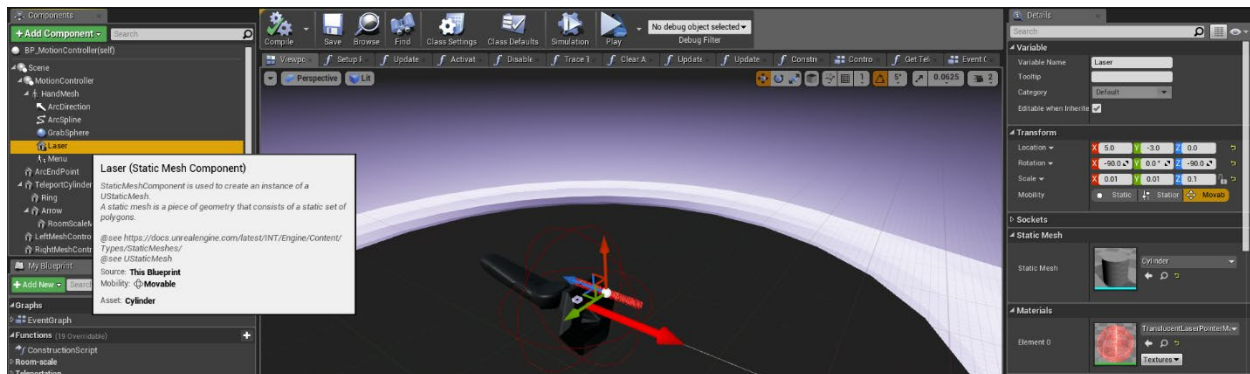 Components
+ Add Component
Search
BP_MotionController(self)
Scene
MotionController
HandMesh
ArcDirection
ArcSpline
GrabSphere
Laser
Menu
ArcEndPoint
TeleportCylinder
Ring
Arrow
RoomScaleM
LeftMeshContro
RightMeshContr
My Blueprint
+ Add New
Search
Graphs
EventGraph
Functions (19 Overridable)
ConstructionScript
Room-scale
Teleportation
Laser (Static Mesh Component)
StaticMeshComponent is used to create an instance of a
UStaticMesh.
A static mesh is a piece of geometry that consists of a static set of
polygons.
@see https://docs.unrealengine.com/latest/INT/Engine/Content/
Types/StaticMeshes/
@see UStaticMesh
Source: This Blueprint
Mobility: Movable
Asset: Cylinder
Compile
Save
Browse
Find
Class Settings
Class Defaults
Simulation
Play
No debug object selected
Debug Filter
Viewpo
Setup F
Update
Activat
Disable
Trace T
Clear A
Update
Update
Constru
Contro
Get Tele
Event G
Perspective
Lit
1
5°
0.0625
2
Details
Search
Variable
Variable Name Laser
Tooltip
Category Default
Editable when Inherite
Transform
Location X 5.0 Y -3.0 Z 0.0
Rotation X -90.0 Y 0.0 ° Z -90.0
Scale X 0.01 Y 0.01 Z 0.1
Mobility Static Station Movab
Sockets
Static Mesh
Static Mesh Cylinder
Materials
Element 0 TranslucentLaserPointerMa
Textures